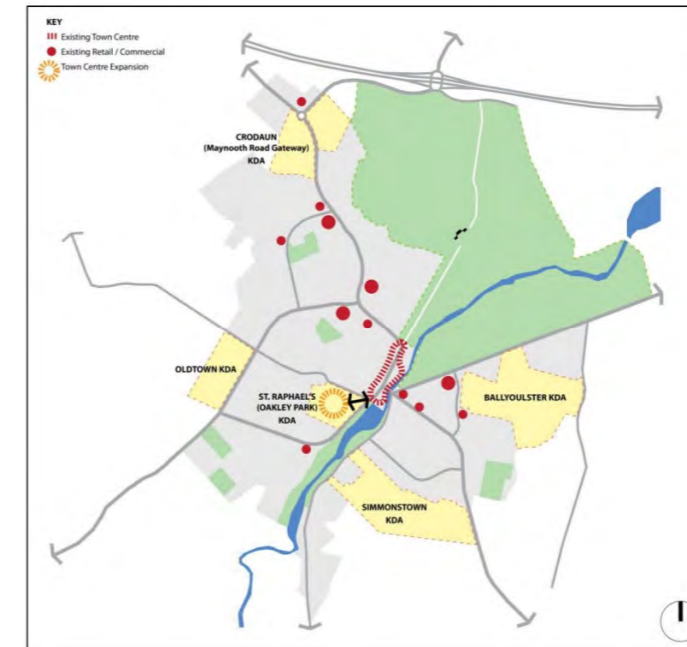 KEY
Existing Town Centre
Existing Retail / Commercial
Town Centre Expansion
CRODAUN
(Maynooth Road Gateway)
KDA
OLDTOWN KDA
ST. RAPHAEL'S
(OAKLEY PARK)
KDA
BALLYOULSTER KDA
SIMMONSTOWN
KDA